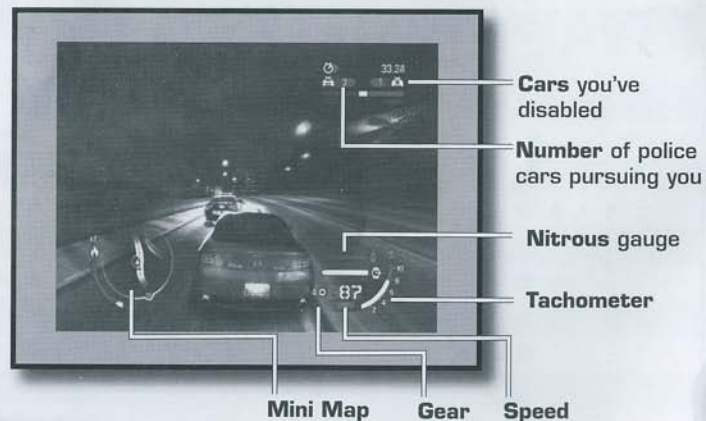 33.24
Cars you've
disabled
Number of police
cars pursuing you
Nitrous gauge
87
Tachometer
Mini Map
Gear
Speed